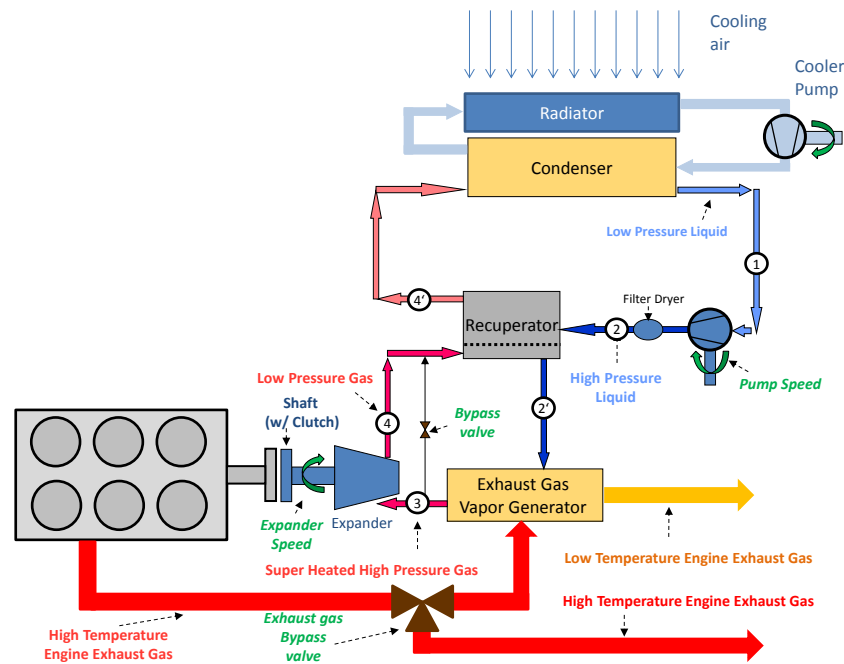 Cooling
air
Cooler
Pump
Radiator
Condenser
Low Pressure Liquid
1
4'
Recuperator
Filter Dryer
2
High Pressure
Liquid
Pump Speed
Low Pressure Gas
2'
Bypass
valve
Shaft
(w/ Clutch)
4
Expander
Speed
Expander
3
Exhaust Gas
Vapor Generator
Super Heated High Pressure Gas
Low Temperature Engine Exhaust Gas
High Temperature Engine Exhaust Gas
Exhaust gas
Bypass
valve
High Temperature
Engine Exhaust Gas